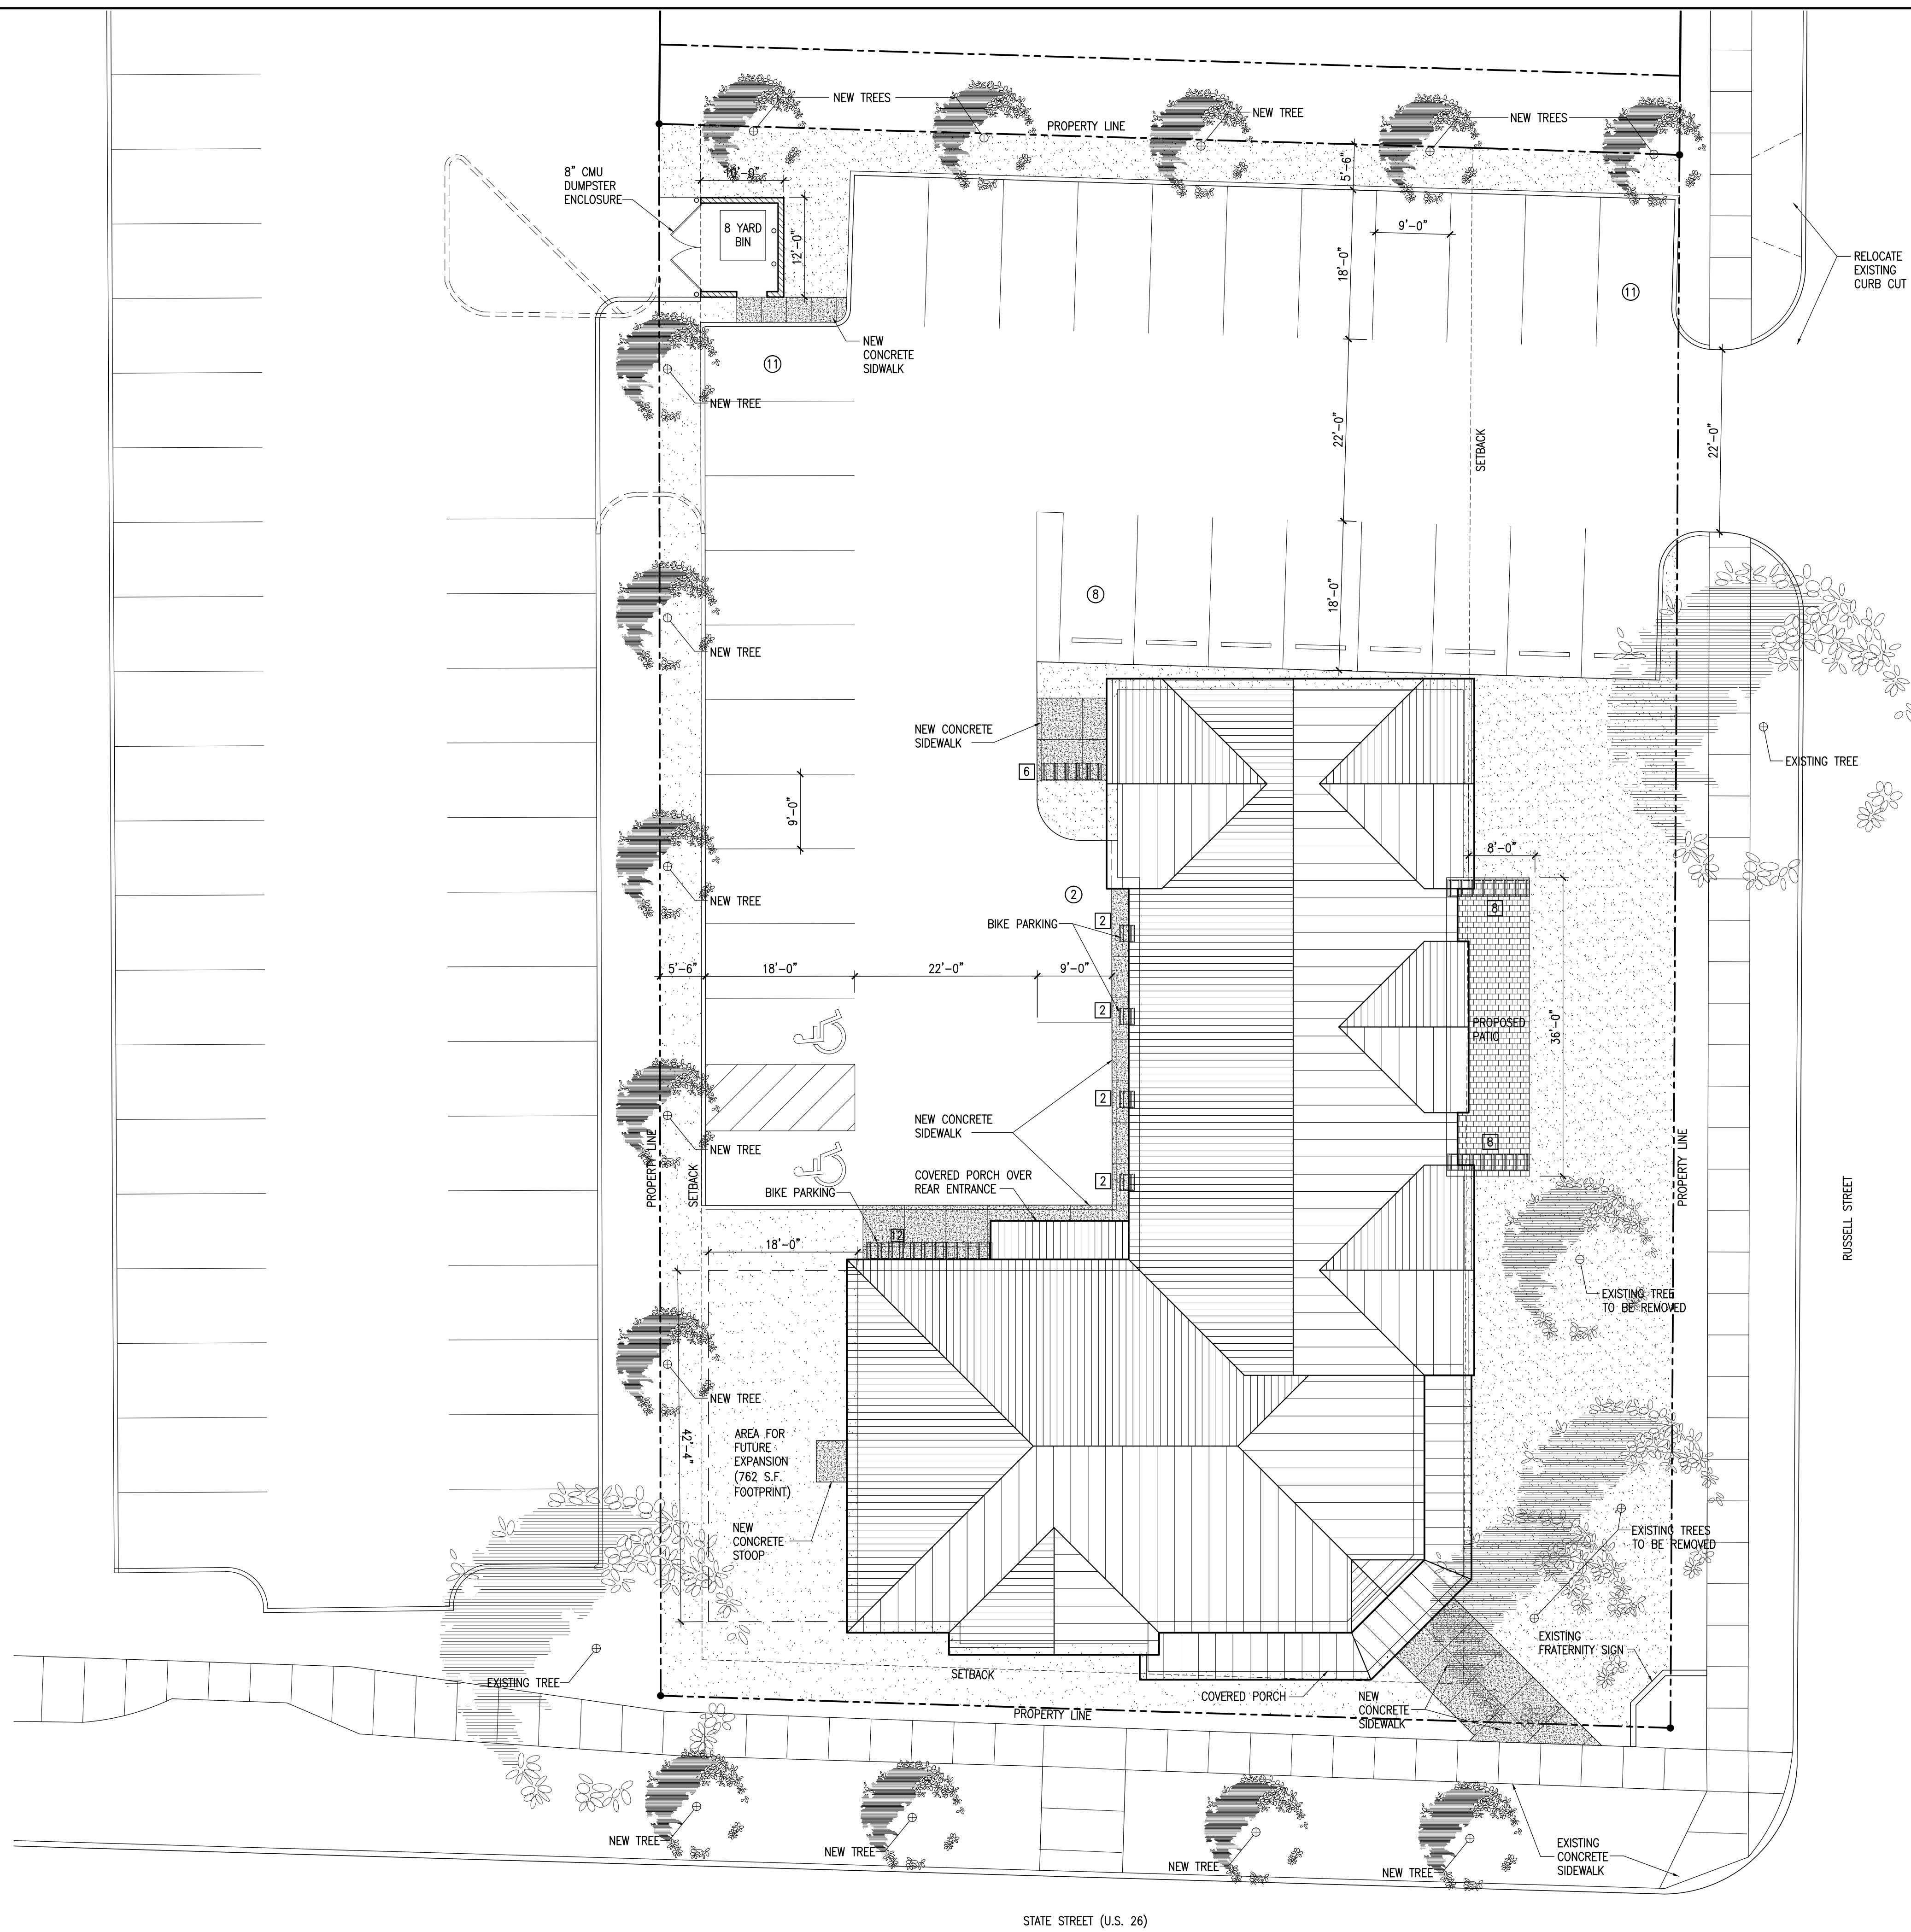 NEW TREES
PROPERTY LINE
NEW TREE
NEW TREES
8" CMU
DUMPSTER
ENCLOSURE
10'-0"
5'-6"
8 YARD
BIN
12'-0"
9'-0"
18'-0"
RELOCATE
EXISTING
CURB CUT
11
NEW
CONCRETE
SIDWALK
11
NEW TREE
22'-0"
SETBACK
22'-0"
18'-0"
8
NEW TREE
NEW CONCRETE
SIDEWALK
EXISTING TREE
6
9'-0"
8'-0"
NEW TREE
2
2
8
BIKE PARKING
5'-6"
18'-0"
22'-0"
9'-0"
2
PROPOSED
PATIO
36'-0"
2
NEW CONCRETE
SIDEWALK
8
NEW TREE
PROPERTY LINE
SETBACK
COVERED PORCH OVER
REAR ENTRANCE
2
BIKE PARKING
PROPERTY LINE
RUSSELL STREET
12
18'-0"
EXISTING TREE
TO BE REMOVED
NEW TREE
42'-4"
AREA FOR
FUTURE
EXPANSION
(762 S.F.
FOOTPRINT)
NEW
CONCRETE
STOOP
EXISTING TREES
TO BE REMOVED
EXISTING
FRATERNITY SIGN
EXISTING TREE
SETBACK
COVERED PORCH
NEW
CONCRETE
SIDEWALK
PROPERTY LINE
NEW TREE
NEW TREE
NEW TREE
NEW TREE
EXISTING
CONCRETE
SIDEWALK
STATE STREET (U.S. 26)